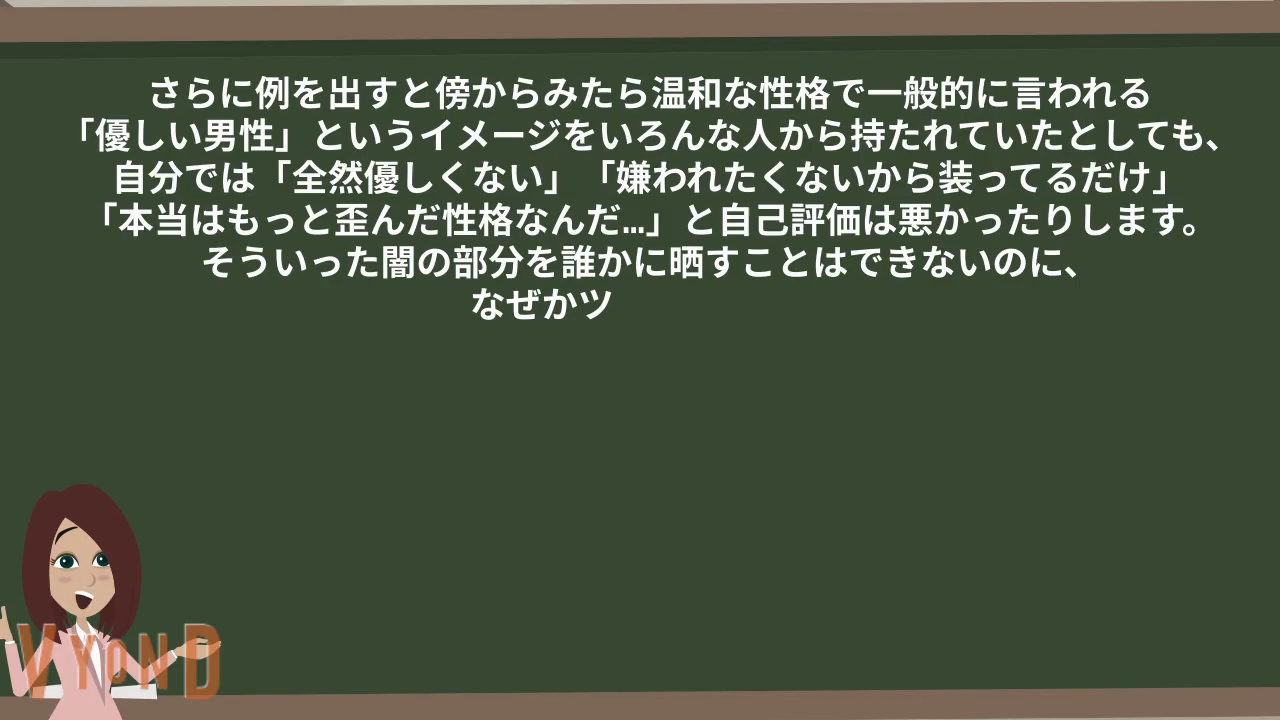 さらに例を出すと傍からみたら温和な性格で一般的に言われる
「優しい男性」というイメージをいろんな人から持たれていたとしても、
自分では「全然優しくない」「嫌われたくないから装ってるだけ」
「本当はもっと歪んだ性格なんだ...」と自己評価は悪かったりします。
そういった闇の部分を誰かに晒すことはできないのに、
なぜかツ
VYOND